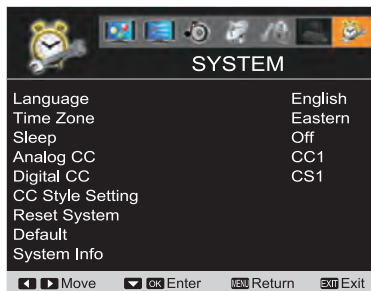 SYSTEM
Language English
Time Zone Eastern
Sleep Off
Analog CC CC1
Digital CC CS1
CC Style Setting
Reset System
Default
System Info
Move OK Enter MENU Return EXIT Exit